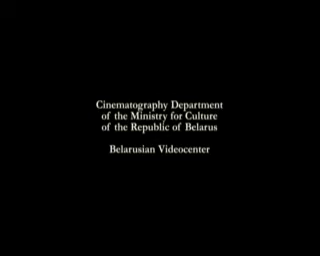 Cinematography Department
of the Ministry for Culture
of the Republic of Belarus
Belarusian Videocenter